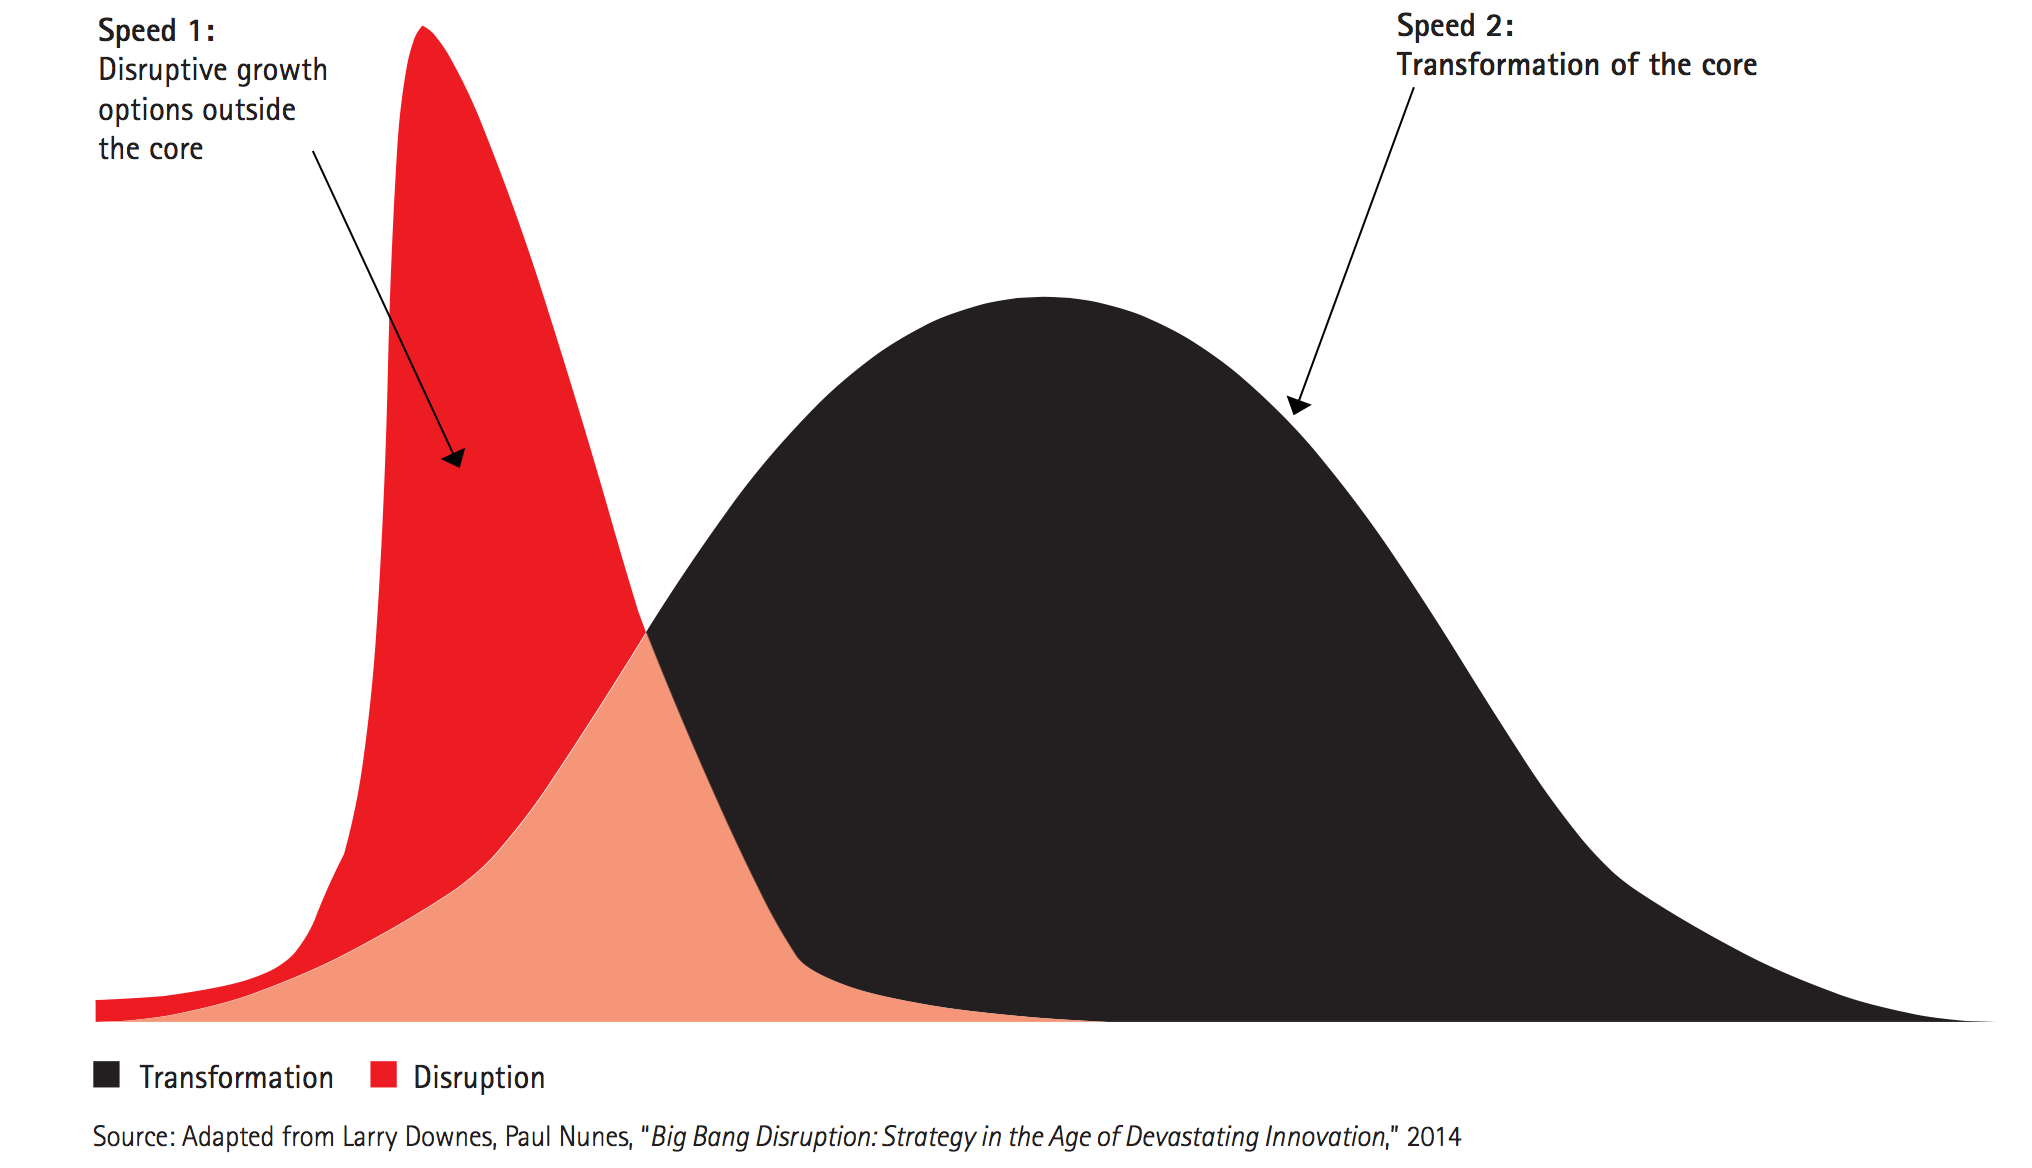 Speed 1:
Disruptive growth
options outside
the core
Speed 2:
Transformation of the core
Transformation
Disruption
Source: Adapted from Larry Downes, Paul Nunes, "Big Bang Disruption: Strategy in the Age of Devastating Innovation," 2014